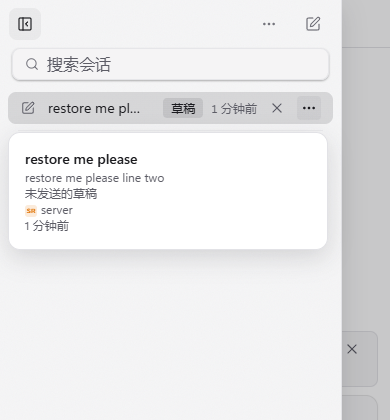 搜索会话
restore me pl... 草稿 1 分钟前
restore me please
restore me please line two
未发送的草稿
SR server
1 分钟前